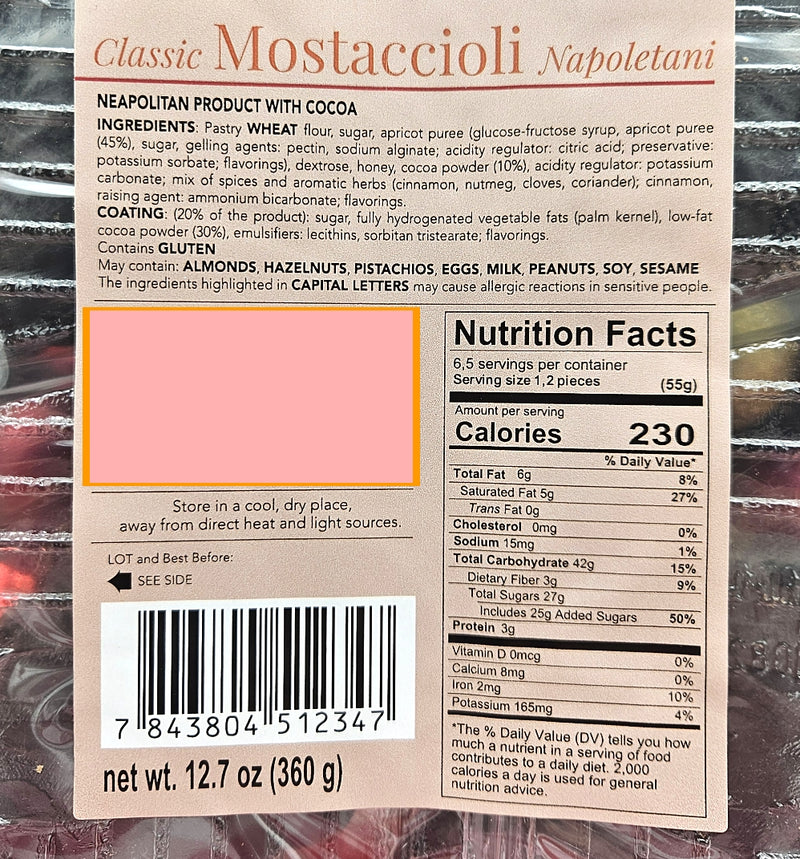 Classic Mostaccioli Napoletani
NEAPOLITAN PRODUCT WITH COCOA
INGREDIENTS: Pastry WHEAT flour, sugar, apricot puree (glucose-fructose syrup, apricot puree
(45%), sugar, gelling agents: pectin, sodium alginate; acidity regulator: citric acid; preservative:
potassium sorbate; flavorings), dextrose, honey, cocoa powder (10%), acidity regulator: potassium
carbonate; mix of spices and aromatic herbs (cinnamon, nutmeg, cloves, coriander); cinnamon,
raising agent: ammonium bicarbonate; flavorings.
COATING: (20% of the product): sugar, fully hydrogenated vegetable fats (palm kernel), low-fat
cocoa powder (30%), emulsifiers: lecithins, sorbitan tristearate; flavorings.
Contains GLUTEN
May contain: ALMONDS, HAZELNUTS, PISTACHIOS, EGGS, MILK, PEANUTS, SOY, SESAME
The ingredients highlighted in CAPITAL LETTERS may cause allergic reactions in sensitive people.
Store in a cool, dry place,
away from direct heat and light sources.
LOT and Best Before:
SEE SIDE
7 843804 512347
net wt. 12.7 oz (360 g)
Nutrition Facts
6,5 servings per container
Serving size 1,2 pieces (55g)
Amount per serving
Calories 230
% Daily Value*
Total Fat 6g 8%
Saturated Fat 5g 27%
Trans Fat 0g
Cholesterol 0mg 0%
Sodium 15mg 1%
Total Carbohydrate 42g 15%
Dietary Fiber 3g 9%
Total Sugars 27g
Includes 25g Added Sugars 50%
Protein 3g
Vitamin D 0mcg 0%
Calcium 8mg 0%
Iron 2mg 10%
Potassium 165mg 4%
*The % Daily Value (DV) tells you how
much a nutrient in a serving of food
contributes to a daily diet. 2,000
calories a day is used for general
nutrition advice.